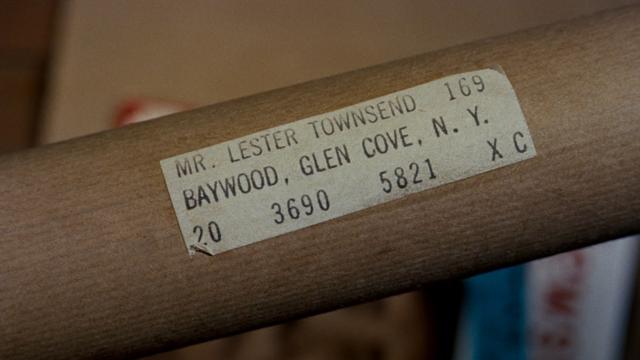 MR. LESTER TOWNSEND 169
BAYWOOD, GLEN COVE, N. Y.
20 3690 5821 X C